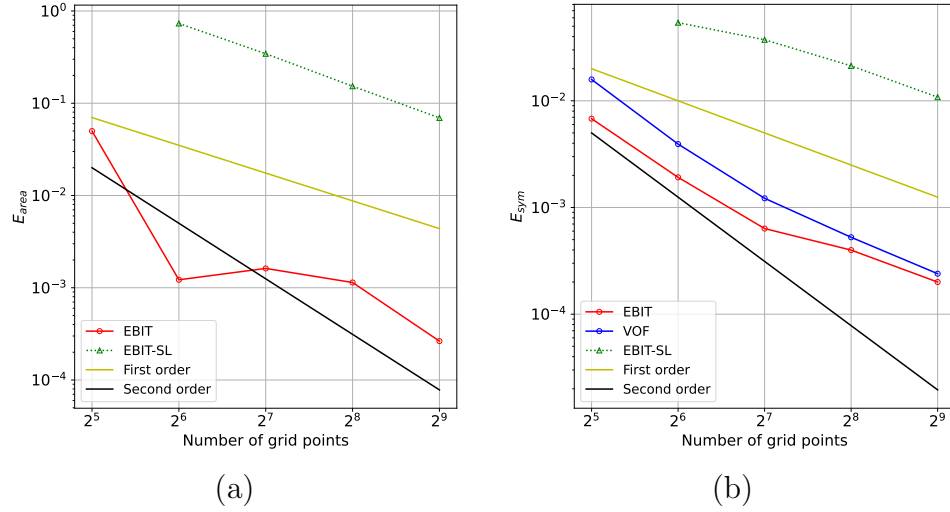 10^0
10^-1
10^-2
10^-3
10^-4
E_area
EBIT
EBIT-SL
First order
Second order
2^5
2^6
2^7
2^8
2^9
Number of grid points
(a)
10^-2
10^-3
10^-4
E_sym
EBIT
VOF
EBIT-SL
First order
Second order
2^5
2^6
2^7
2^8
2^9
Number of grid points
(b)